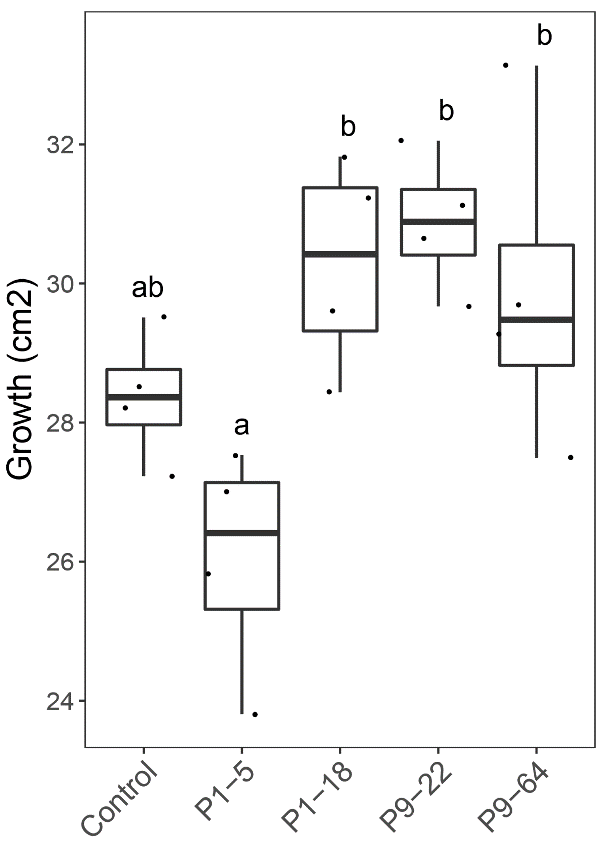 b
b
b
32
ab
30
Growth (cm2)
28
a
26
24
Control
P1−5
P1−18
P9−22
P9−64